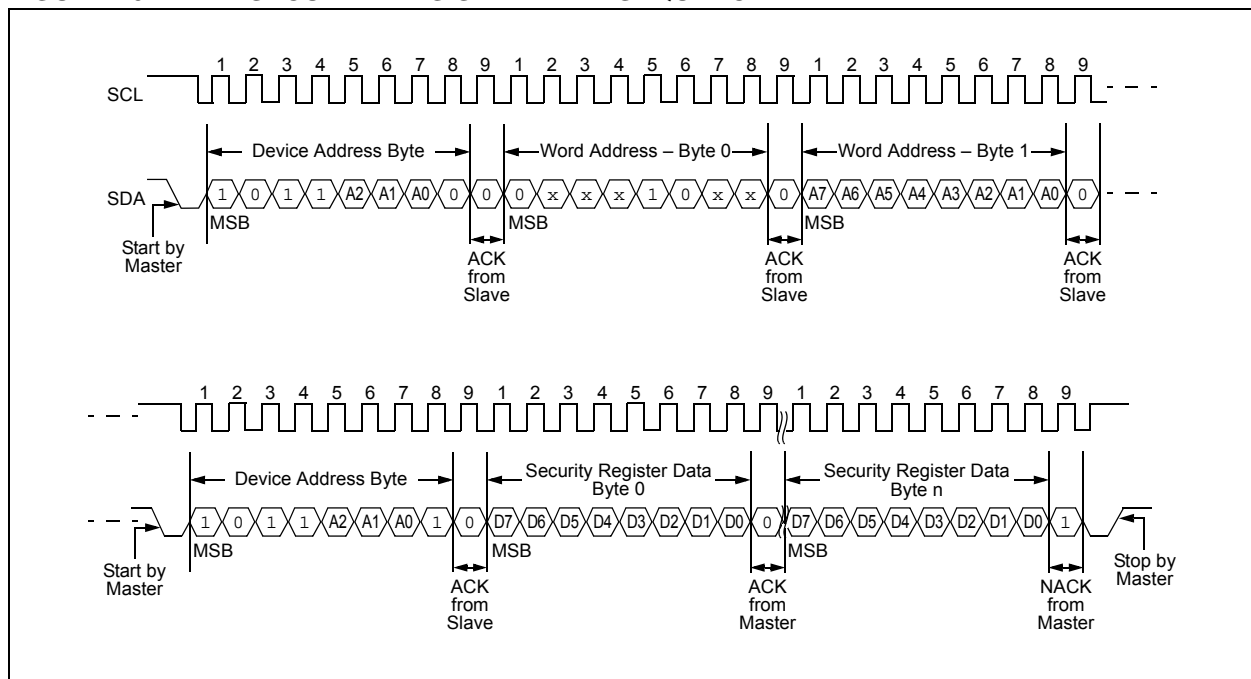 1 2 3 4 5 6 7 8 9 1 2 3 4 5 6 7 8 9 1 2 3 4 5 6 7 8 9
SCL
Device Address Byte
Word Address – Byte 0
Word Address – Byte 1
SDA
1 0 1 1 A2 A1 A0 0 0 0 x x x 1 0 x x 0 A7 A6 A5 A4 A3 A2 A1 A0 0
MSB
MSB
MSB
Start by
Master
ACK
from
Slave
ACK
from
Slave
ACK
from
Slave
1 2 3 4 5 6 7 8 9 1 2 3 4 5 6 7 8 9 1 2 3 4 5 6 7 8 9
Device Address Byte
Security Register Data
Byte 0
Security Register Data
Byte n
1 0 1 1 A2 A1 A0 1 0 D7 D6 D5 D4 D3 D2 D1 D0 0 D7 D6 D5 D4 D3 D2 D1 D0 1
MSB
MSB
MSB
Start by
Master
ACK
from
Slave
ACK
from
Master
NACK
from
Master
Stop by
Master